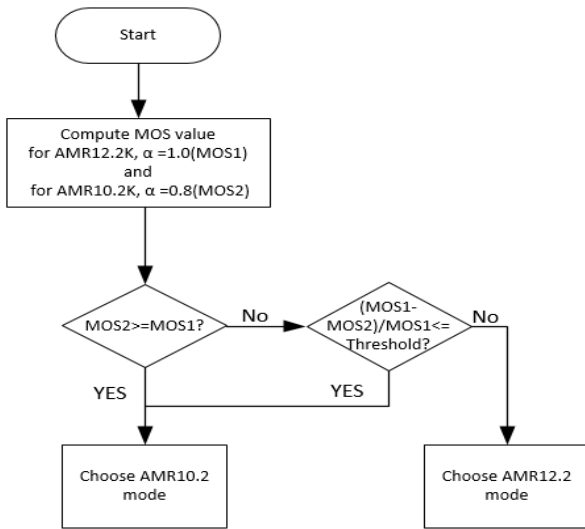 Start
Compute MOS value
for AMR12.2K, α =1.0(MOS1)
and
for AMR10.2K, α =0.8(MOS2)
MOS2>=MOS1?
No
(MOS1-
MOS2)/MOS1<=
Threshold?
No
YES
YES
Choose AMR10.2
mode
Choose AMR12.2
mode